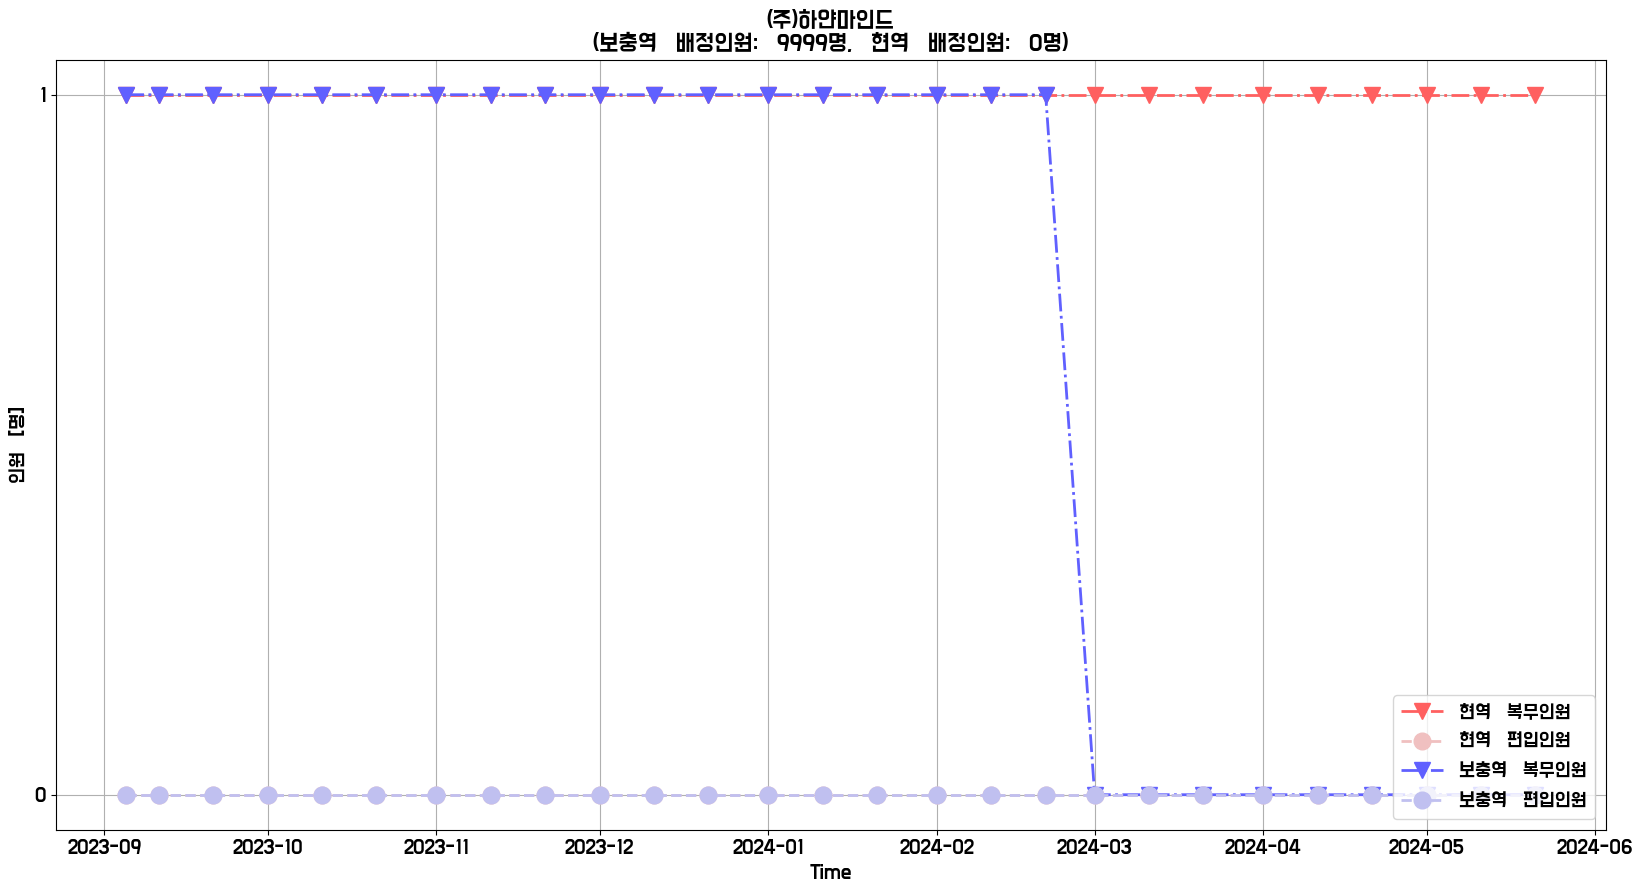 (주)하얀마인드
(보충역 배정인원: 9999명, 현역 배정인원: 0명)
인원 [명]
1
0
현역 복무인원
현역 편입인원
보충역 복무인원
보충역 편입인원
2023-09 2023-10 2023-11 2023-12 2024-01 2024-02 2024-03 2024-04 2024-05 2024-06
Time